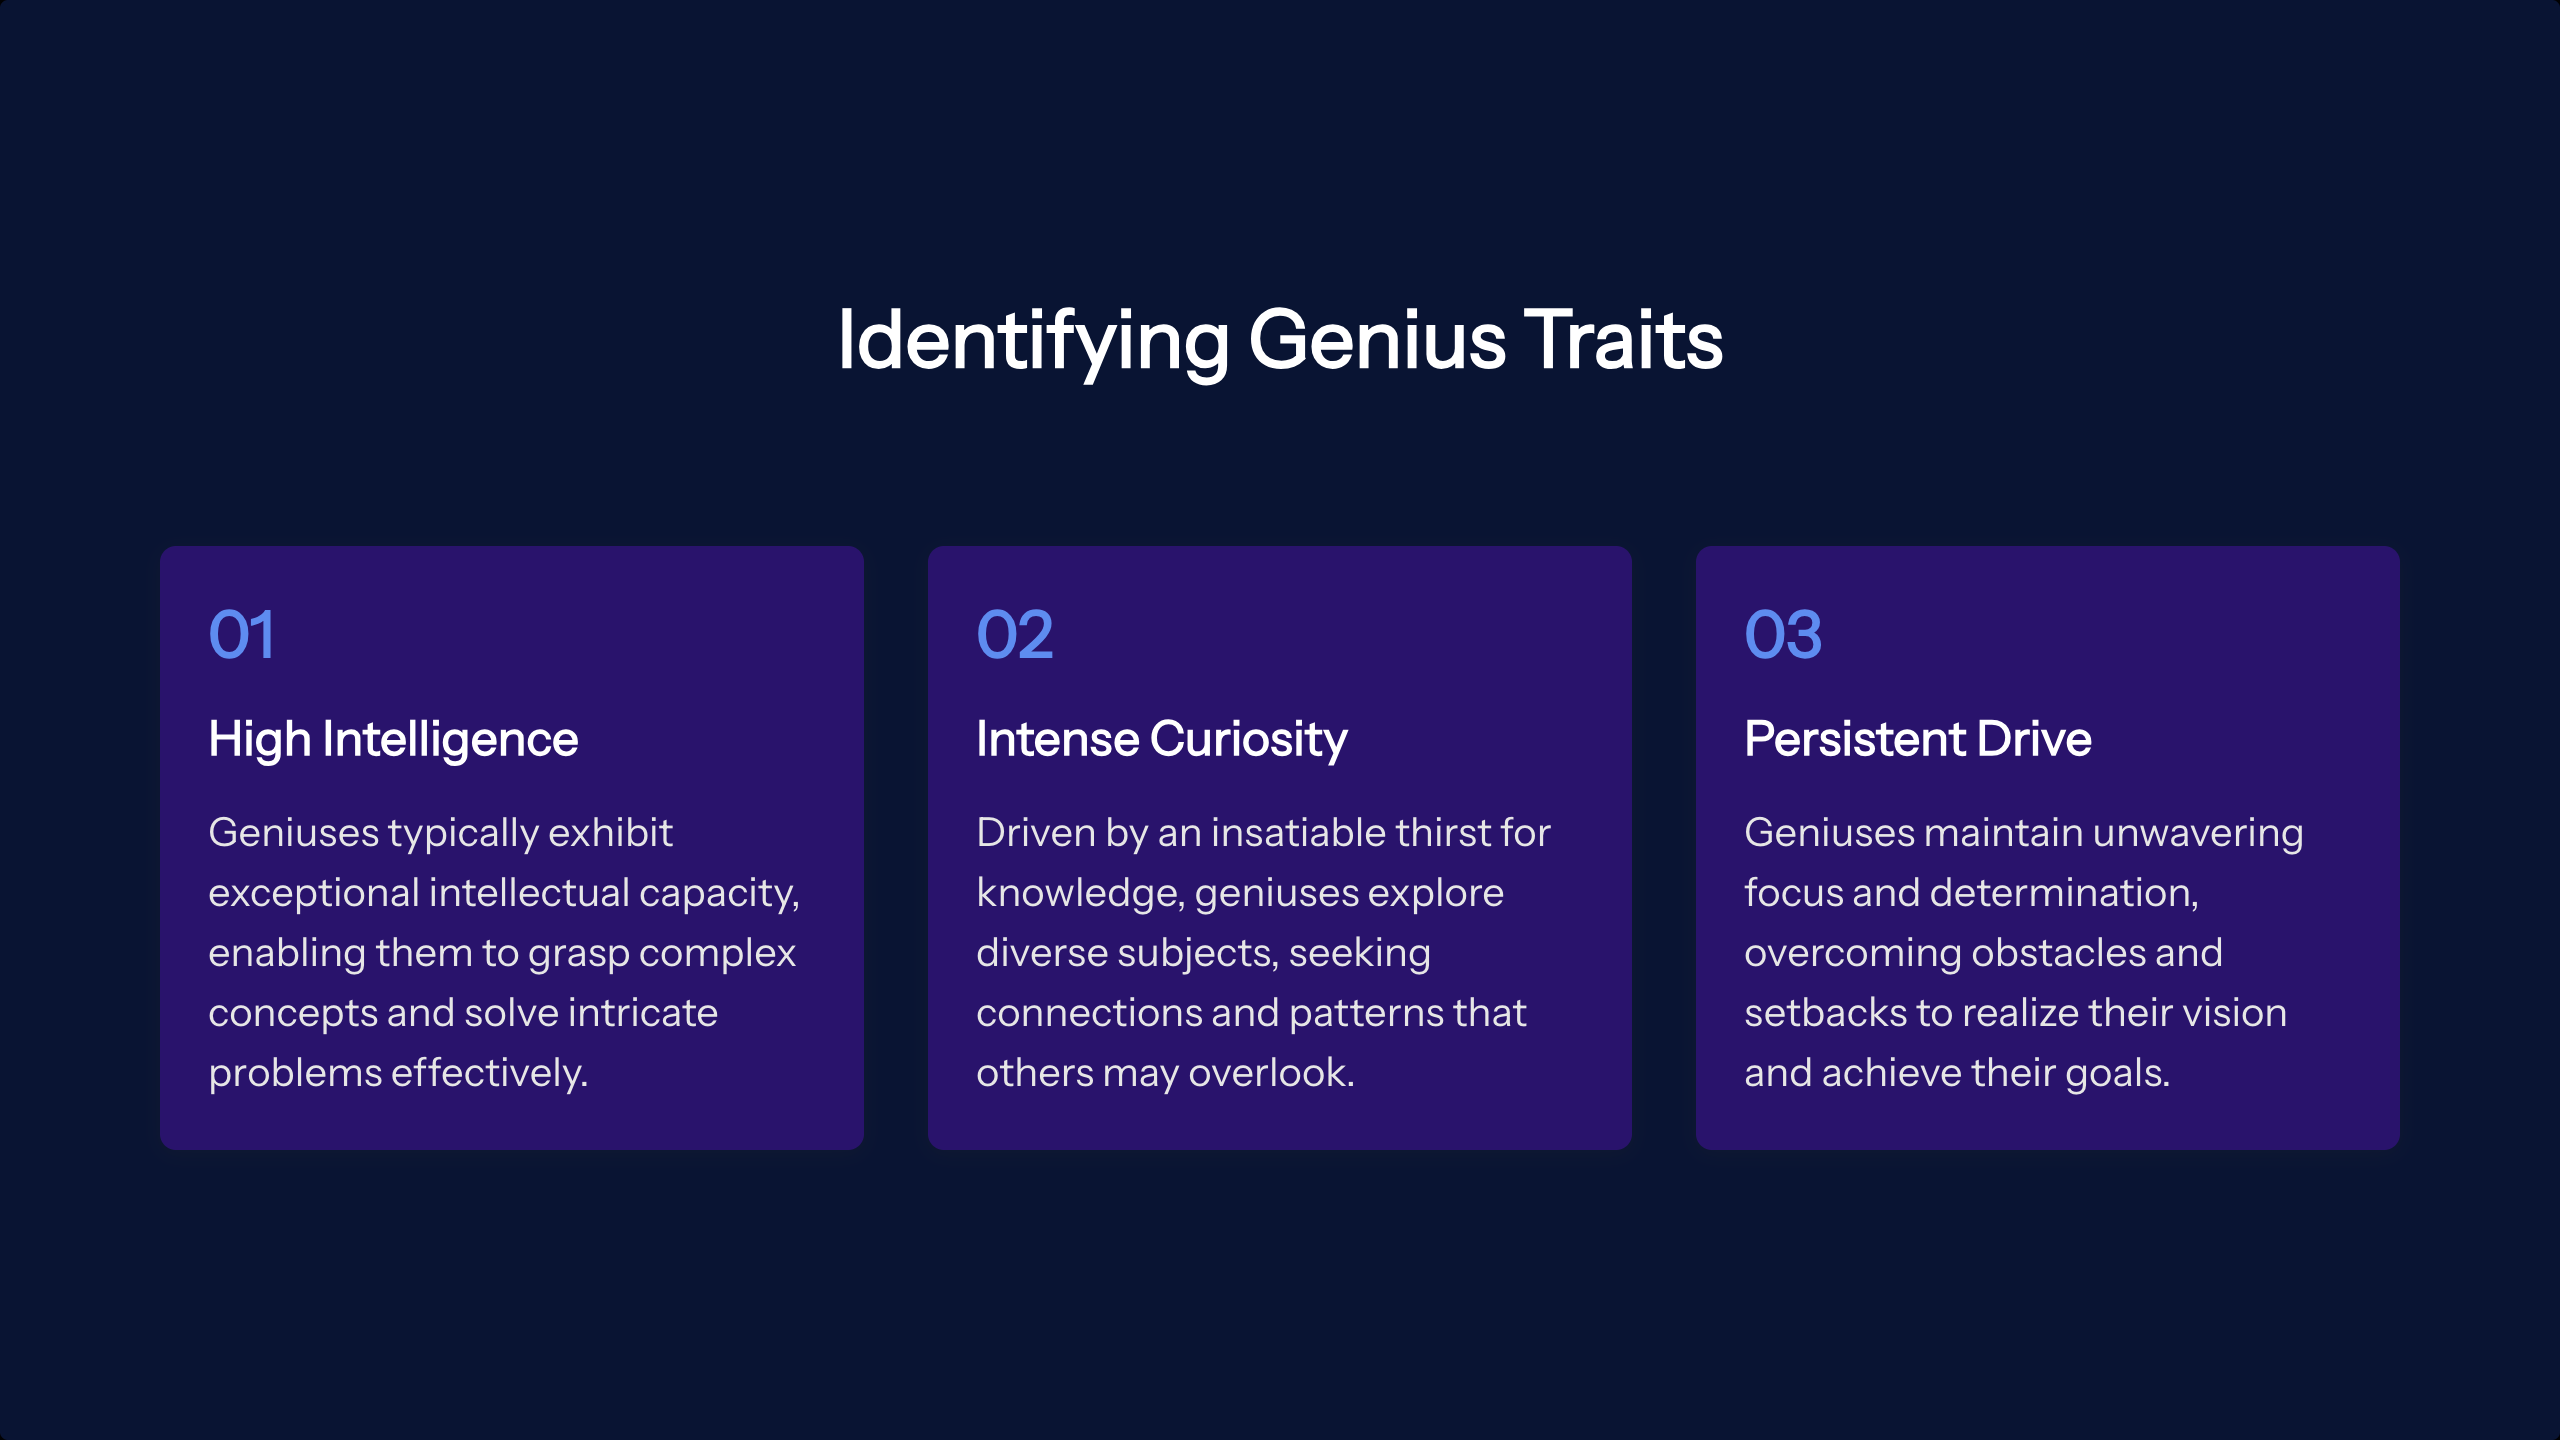 Identifying Genius Traits
01
High Intelligence
Geniuses typically exhibit
exceptional intellectual capacity,
enabling them to grasp complex
concepts and solve intricate
problems effectively.
02
Intense Curiosity
Driven by an insatiable thirst for
knowledge, geniuses explore
diverse subjects, seeking
connections and patterns that
others may overlook.
03
Persistent Drive
Geniuses maintain unwavering
focus and determination,
overcoming obstacles and
setbacks to realize their vision
and achieve their goals.